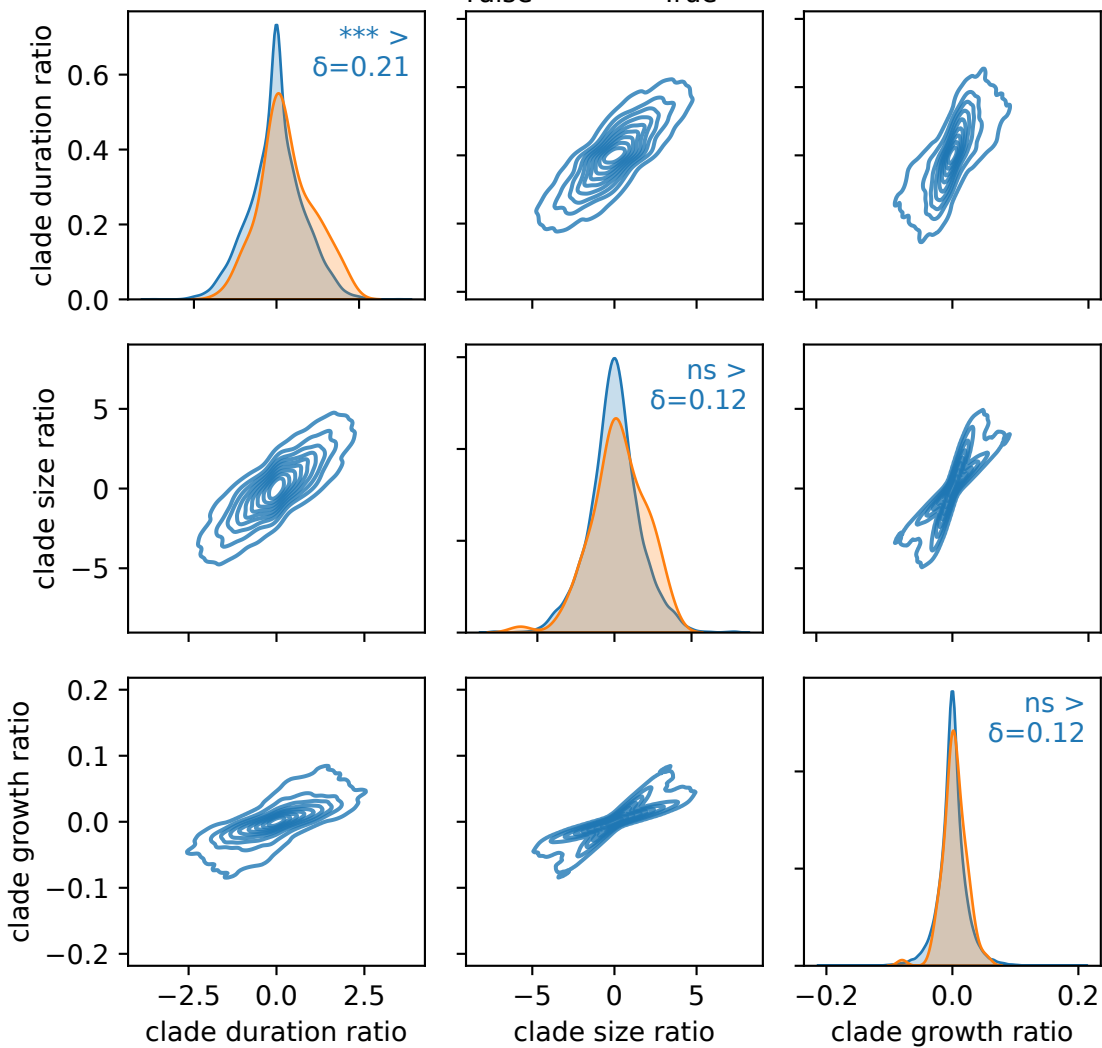 True
clade duration ratio
0.6
0.4
0.2
0.0
*** >
δ=0.21
clade size ratio
5
0
−5
ns >
δ=0.12
clade growth ratio
0.2
0.1
0.0
−0.1
−0.2
ns >
δ=0.12
−2.5 0.0 2.5
−5 0 5
−0.2 0.0 0.2
clade duration ratio
clade size ratio
clade growth ratio